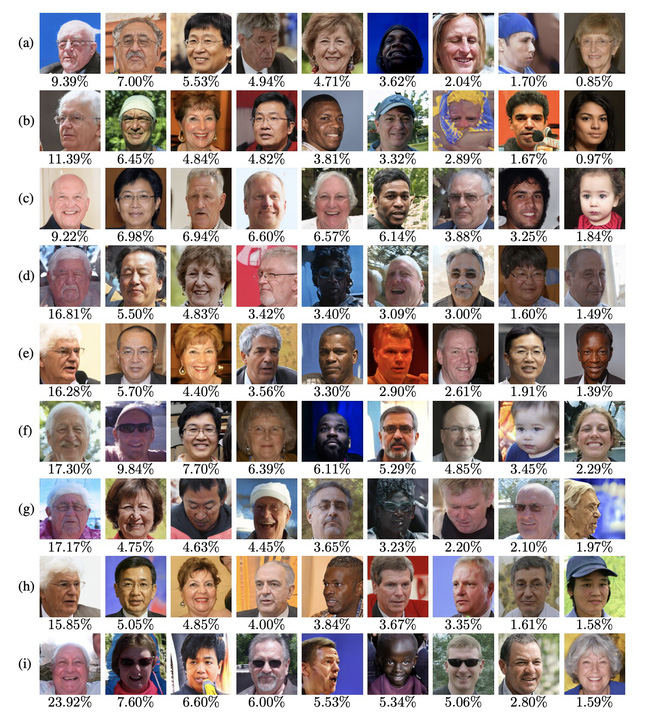 (a)
9.39% 7.00% 5.53% 4.94% 4.71% 3.62% 2.04% 1.70% 0.85%
(b)
11.39% 6.45% 4.84% 4.82% 3.81% 3.32% 2.89% 1.67% 0.97%
(c)
9.22% 6.98% 6.94% 6.60% 6.57% 6.14% 3.88% 3.25% 1.84%
(d)
16.81% 5.50% 4.83% 3.42% 3.40% 3.09% 3.00% 1.60% 1.49%
(e)
16.28% 5.70% 4.40% 3.56% 3.30% 2.90% 2.61% 1.91% 1.39%
(f)
17.30% 9.84% 7.70% 6.39% 6.11% 5.29% 4.85% 3.45% 2.29%
(g)
17.17% 4.75% 4.63% 4.45% 3.65% 3.23% 2.20% 2.10% 1.97%
(h)
15.85% 5.05% 4.85% 4.00% 3.84% 3.67% 3.35% 1.61% 1.58%
(i)
23.92% 7.60% 6.60% 6.00% 5.53% 5.34% 5.06% 2.80% 1.59%